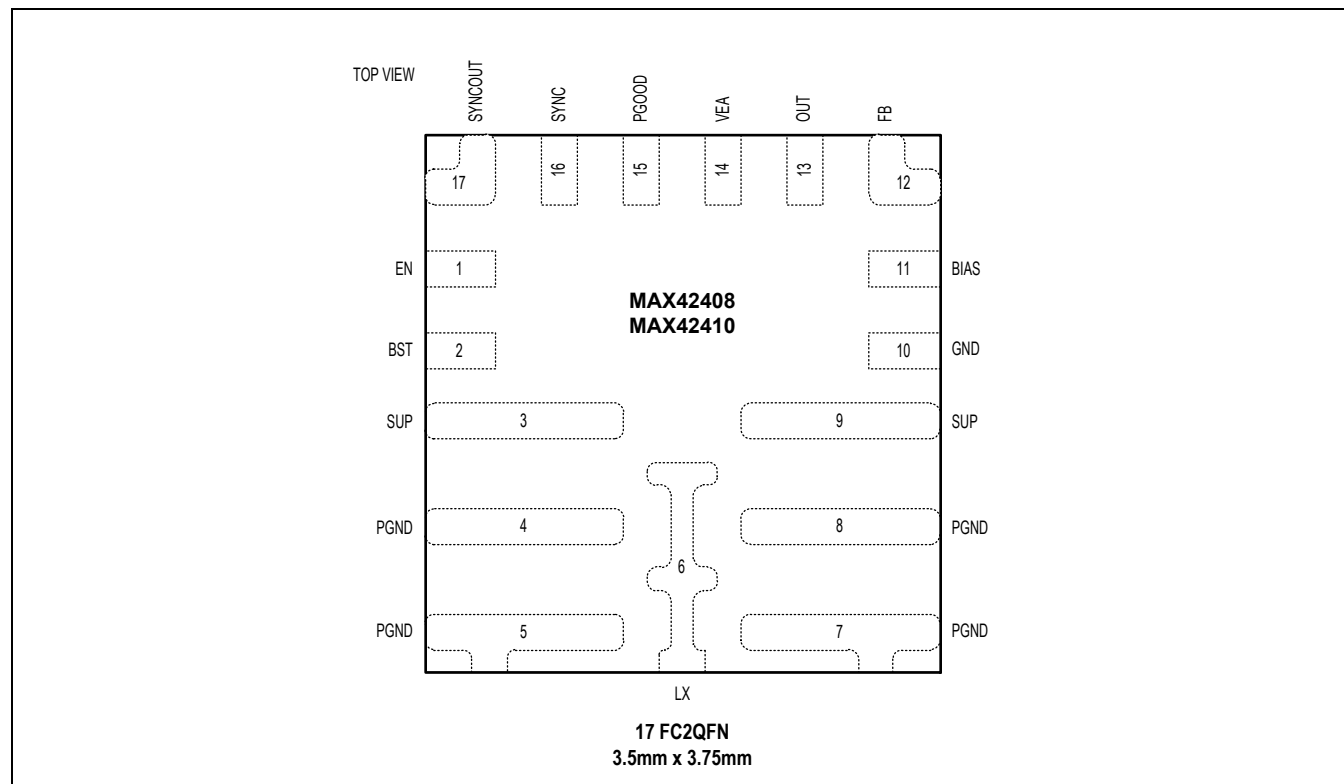 TOP VIEW
SYNCOUT
SYNC
PGOOD
VEA
OUT
FB
17
16
15
14
13
12
EN
1
11
BIAS
MAX42408
MAX42410
BST
2
10
GND
SUP
3
9
SUP
PGND
4
8
PGND
6
PGND
5
7
PGND
LX
17 FC2QFN
3.5mm x 3.75mm